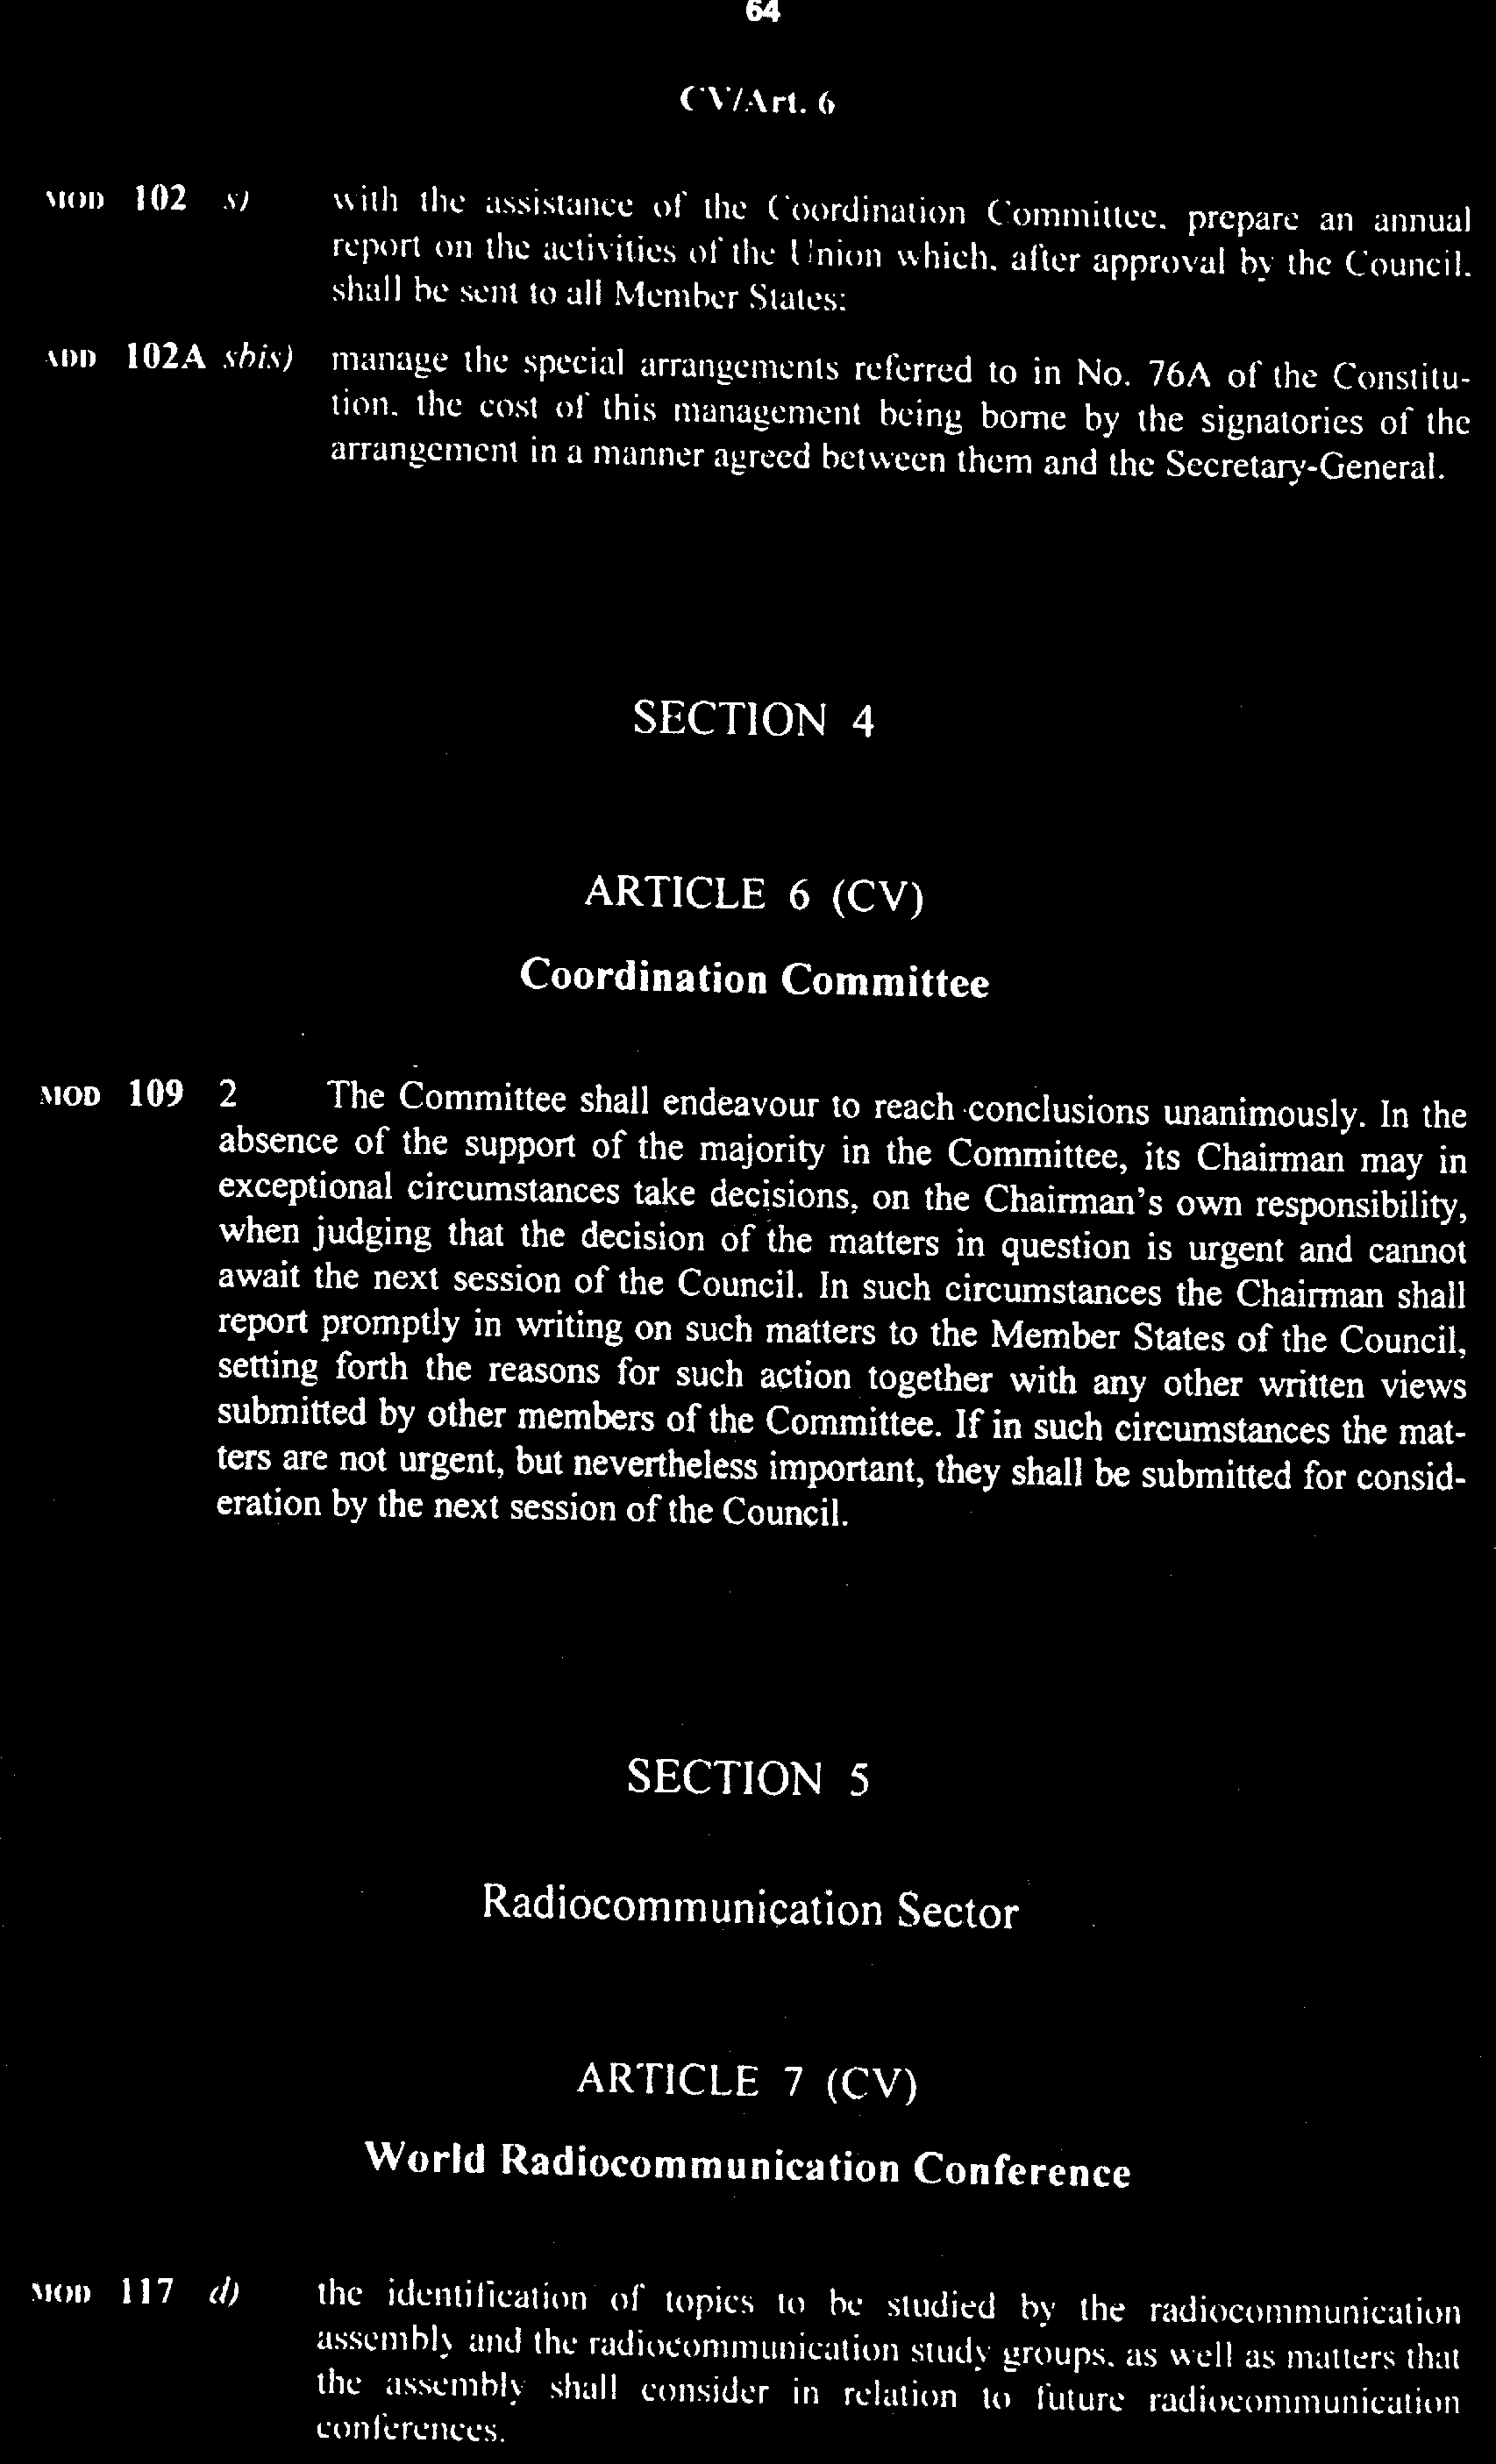 64
CV/Art. 6
MOD 102 s) with the assistance of the Coordination Committee, prepare an annual
report on the activities of the Union which, after approval by the Council,
shall be sent to all Member States;
ADD 102A sbis) manage the special arrangements referred to in No. 76A of the Constitu-
tion, the cost of this management being borne by the signatories of the
arrangement in a manner agreed between them and the Secretary-General.
SECTION 4
ARTICLE 6 (CV)
Coordination Committee
MOD 109 2 The Committee shall endeavour to reach conclusions unanimously. In the
absence of the support of the majority in the Committee, its Chairman may in
exceptional circumstances take decisions, on the Chairman's own responsibility,
when judging that the decision of the matters in question is urgent and cannot
await the next session of the Council. In such circumstances the Chairman shall
report promptly in writing on such matters to the Member States of the Council,
setting forth the reasons for such action together with any other written views
submitted by other members of the Committee. If in such circumstances the mat-
ters are not urgent, but nevertheless important, they shall be submitted for consid-
eration by the next session of the Council.
SECTION 5
Radiocommunication Sector
ARTICLE 7 (CV)
World Radiocommunication Conference
MOD 117 d) the identification of topics to be studied by the radiocommunication
assembly and the radiocommunication study groups, as well as matters that
the assembly shall consider in relation to future radiocommunication
conferences.